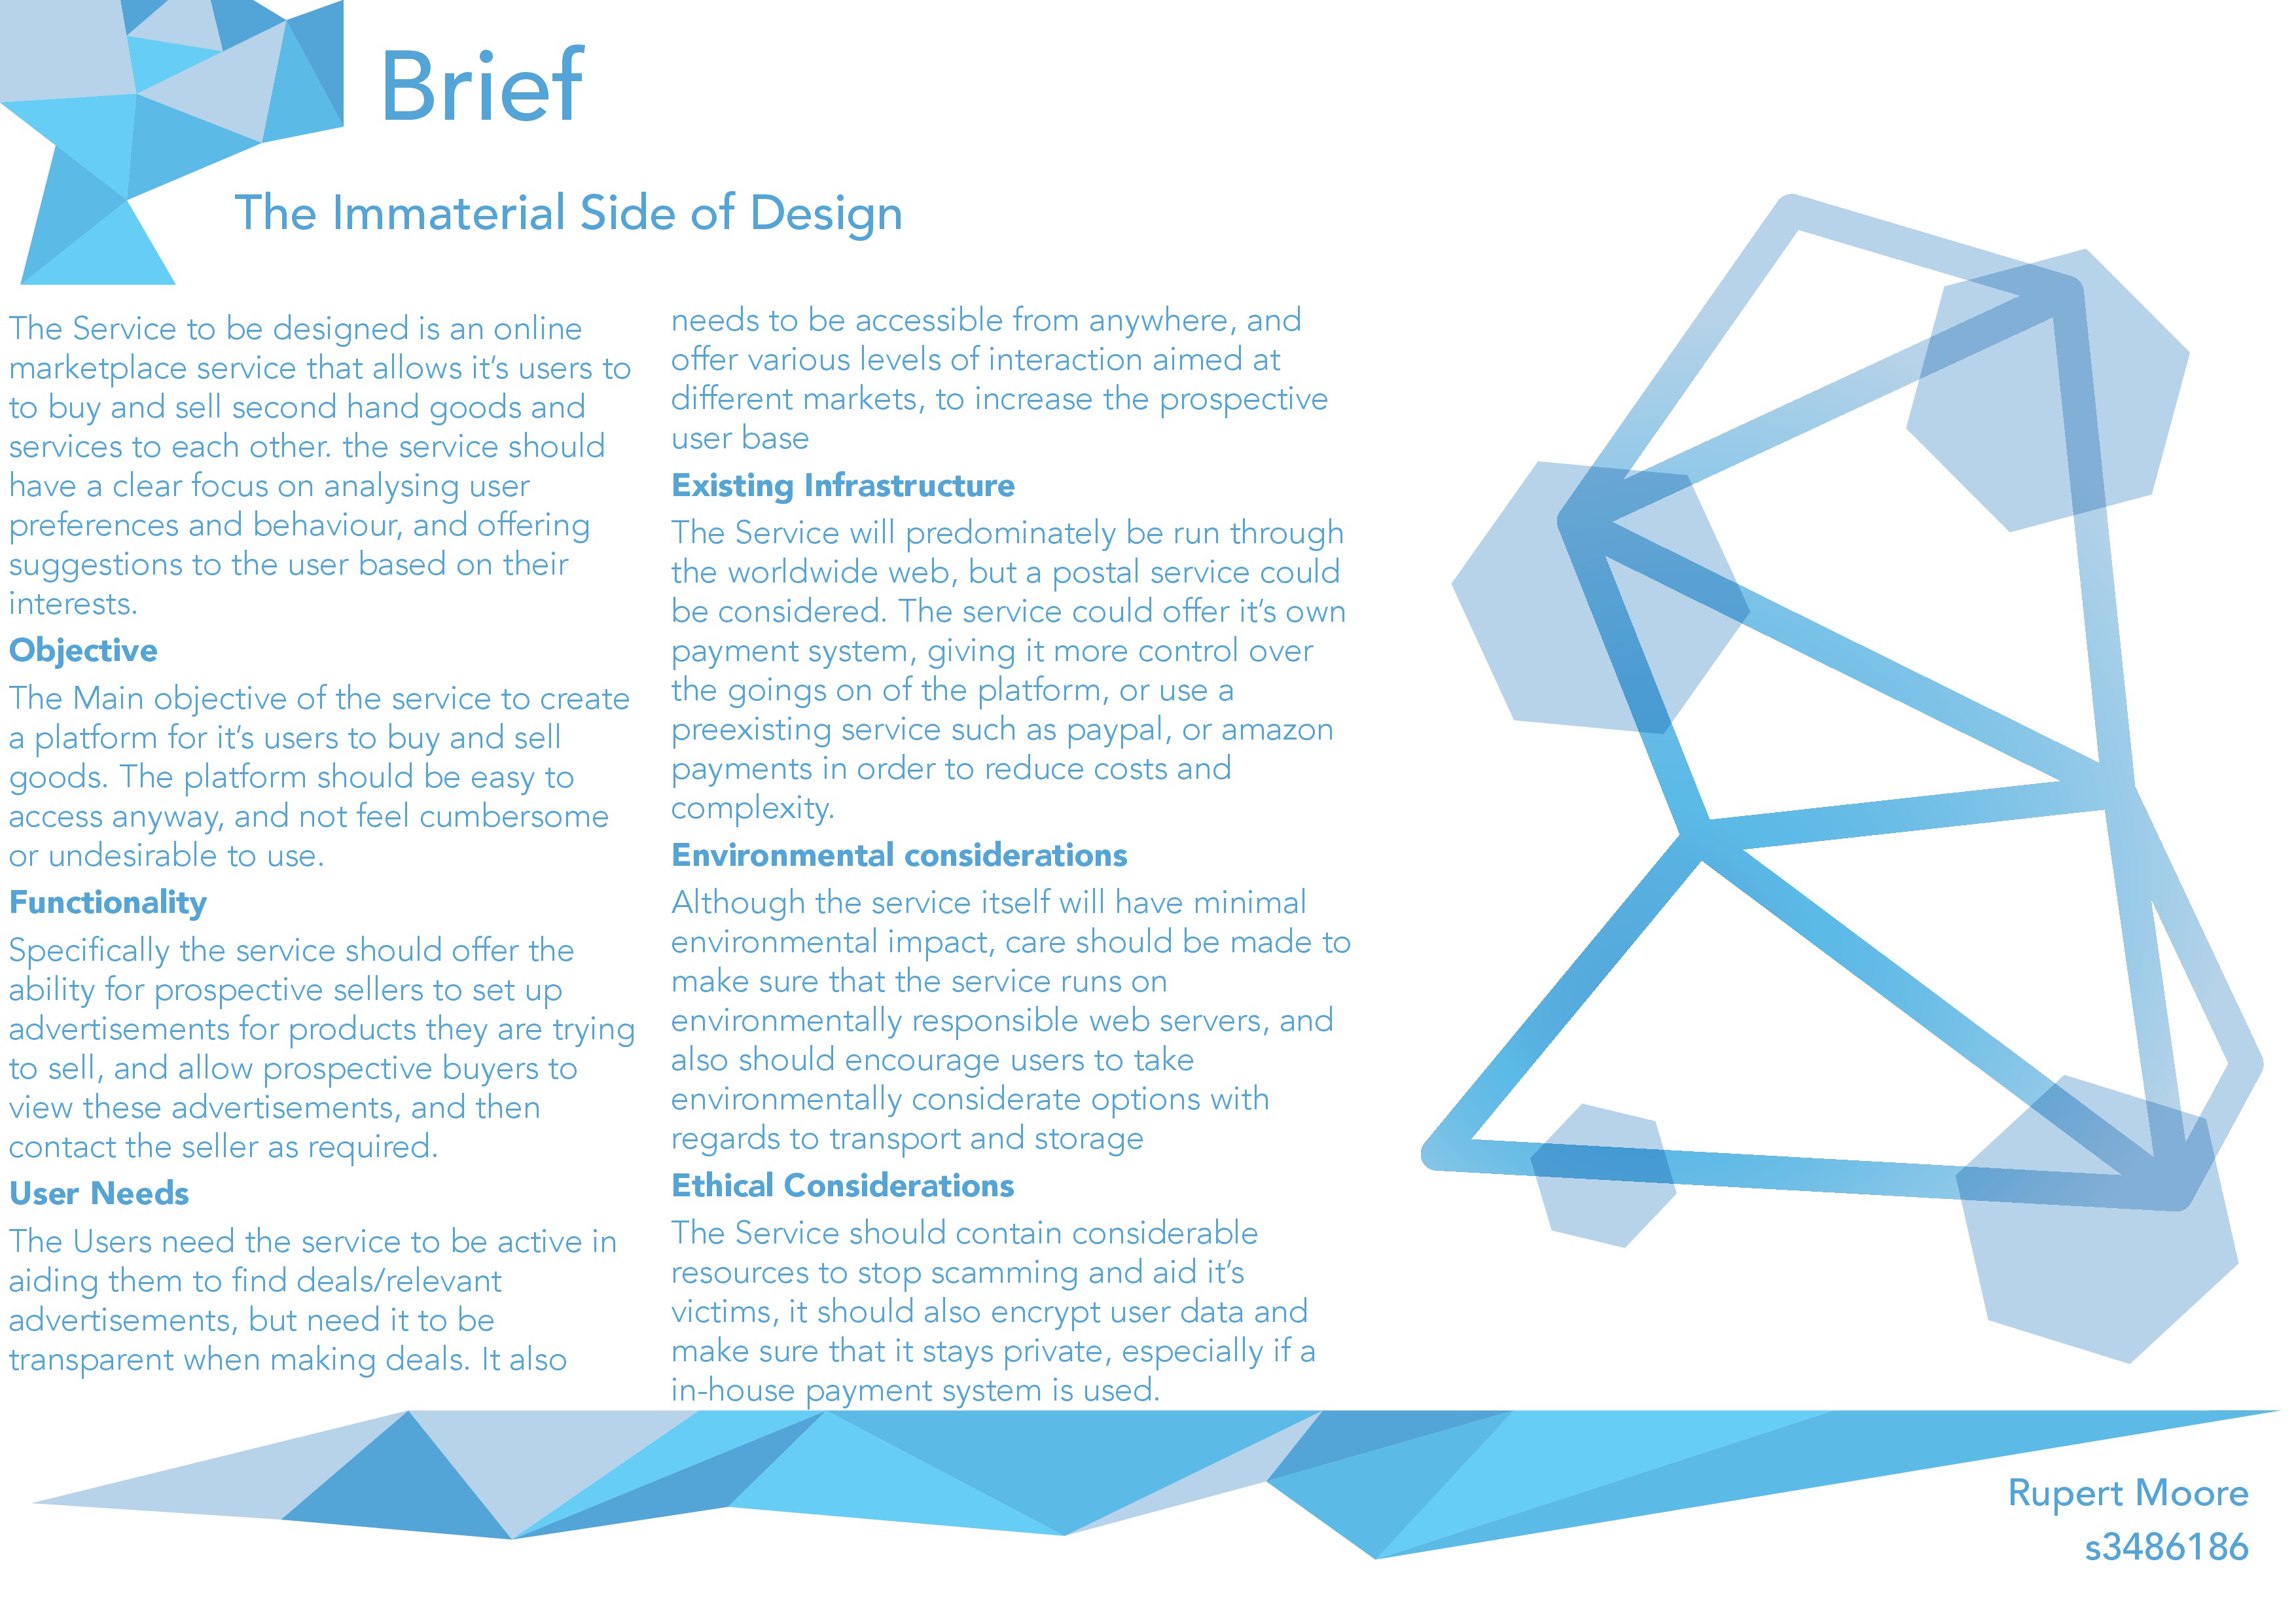 Brief
The Immaterial Side of Design
The Service to be designed is an online
marketplace service that allows it's users to
to buy and sell second hand goods and
services to each other. the service should
have a clear focus on analysing user
preferences and behaviour, and offering
suggestions to the user based on their
interests.
Objective
The Main objective of the service to create
a platform for it's users to buy and sell
goods. The platform should be easy to
access anyway, and not feel cumbersome
or undesirable to use.
Functionality
Specifically the service should offer the
ability for prospective sellers to set up
advertisements for products they are trying
to sell, and allow prospective buyers to
view these advertisements, and then
contact the seller as required.
User Needs
The Users need the service to be active in
aiding them to find deals/relevant
advertisements, but need it to be
transparent when making deals. It also
needs to be accessible from anywhere, and
offer various levels of interaction aimed at
different markets, to increase the prospective
user base
Existing Infrastructure
The Service will predominately be run through
the worldwide web, but a postal service could
be considered. The service could offer it's own
payment system, giving it more control over
the goings on of the platform, or use a
preexisting service such as paypal, or amazon
payments in order to reduce costs and
complexity.
Environmental considerations
Although the service itself will have minimal
environmental impact, care should be made to
make sure that the service runs on
environmentally responsible web servers, and
also should encourage users to take
environmentally considerate options with
regards to transport and storage
Ethical Considerations
The Service should contain considerable
resources to stop scamming and aid it's
victims, it should also encrypt user data and
make sure that it stays private, especially if a
in-house payment system is used.
Rupert Moore
s3486186